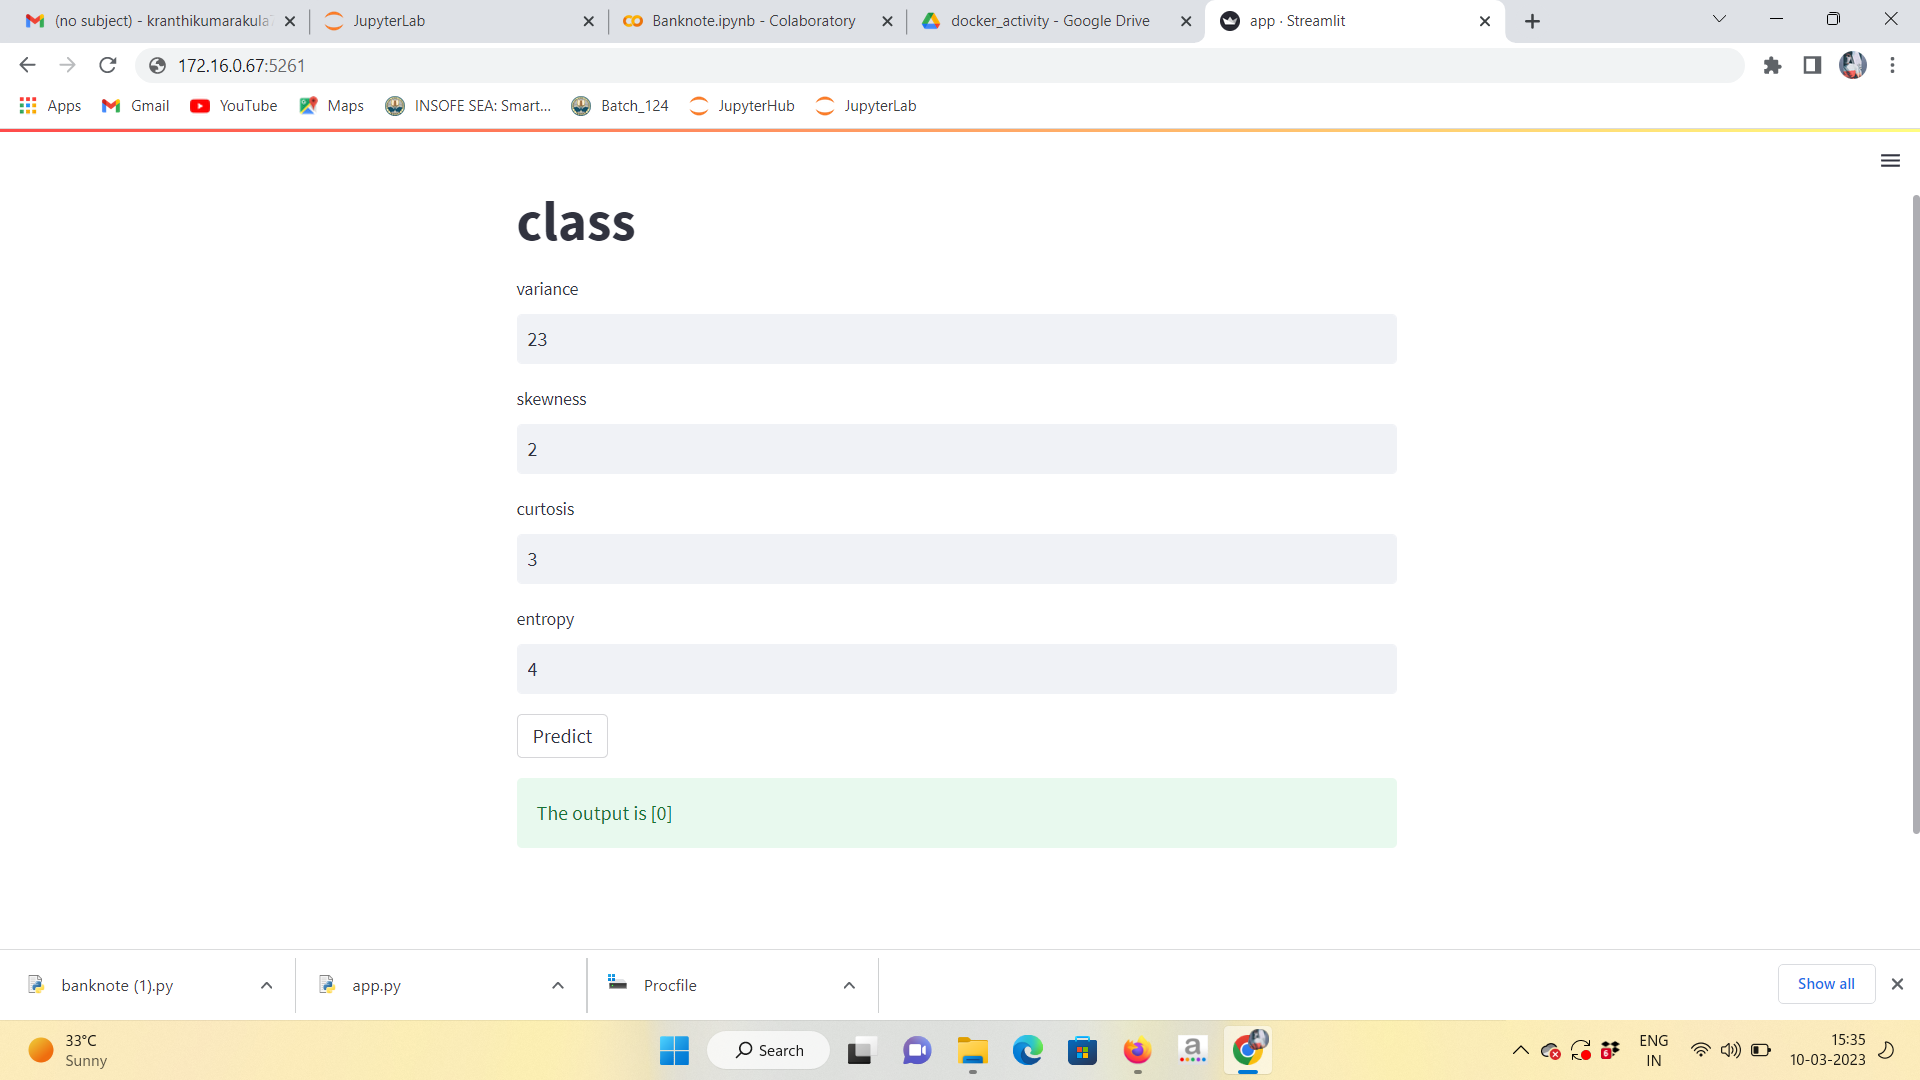 (no subject) - kranthikumarakula7
JupyterLab
Banknote.ipynb - Colaboratory
docker_activity - Google Drive
app · Streamlit
172.16.0.67:5261
Apps
Gmail
YouTube
Maps
INSOFE SEA: Smart...
Batch_124
JupyterHub
JupyterLab
class
variance
23
skewness
2
curtosis
3
entropy
4
Predict
The output is [0]
banknote (1).py
app.py
Procfile
Show all
33°C
Sunny
Search
a
6
ENG
IN
15:35
10-03-2023